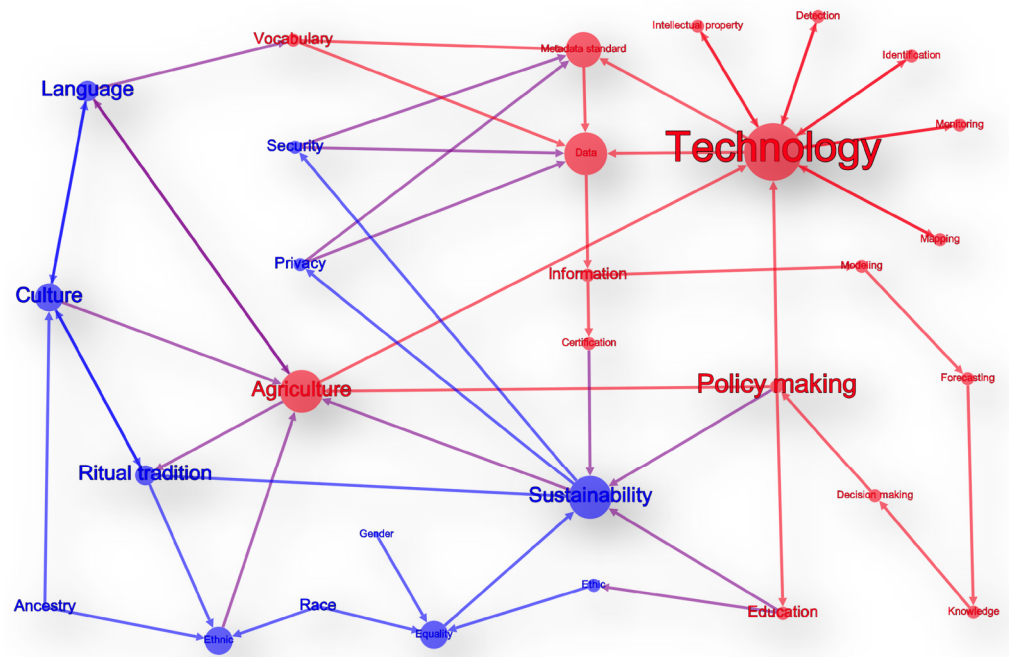 Detection
Intellectual property
Vocabulary
Metadata standard
Identification
Language
Monitoring
Security
Data
Technology
Mapping
Privacy
Modeling
Information
Culture
Certification
Forecasting
Policy making
Agriculture
Ritual tradition
Sustainability
Decision making
Gender
Ethic
Ancestry
Race
Education
Knowledge
Equality
Ethnic